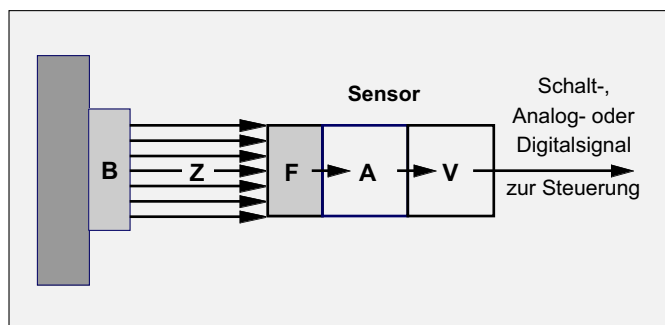 Sensor
B
Z
F
A
V
Schalt-,
Analog- oder
Digitalsignal
zur Steuerung